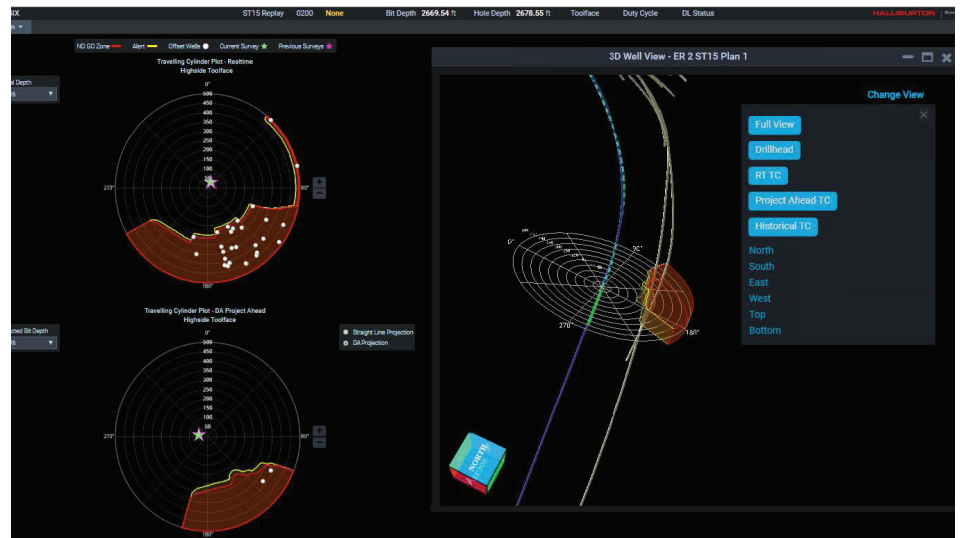 ST15 Replay 0200 None Bit Depth 2669.54 ft Hole Depth 2678.55 ft Toolface Duty Cycle DL Status HALLIBURTON
NO GO Zone Alert Offset Wells Current Survey Previous Surveys
Travelling Cylinder Plot - Realtime
Highside Toolface
0°
500
450
400
350
300
250
200
150
100
50
270°
90°
180°
+
−
Travelling Cylinder Plot - DA Project Ahead
Highside Toolface
Bit Depth
Straight Line Projection
DA Projection
0°
500
450
400
350
300
250
200
150
100
50
270°
90°
180°
+
−
3D Well View - ER 2 ST15 Plan 1
Change View
Full View
Drillhead
RT TC
Project Ahead TC
Historical TC
North
South
East
West
Top
Bottom
0°
90°
270°
180°
NORTH